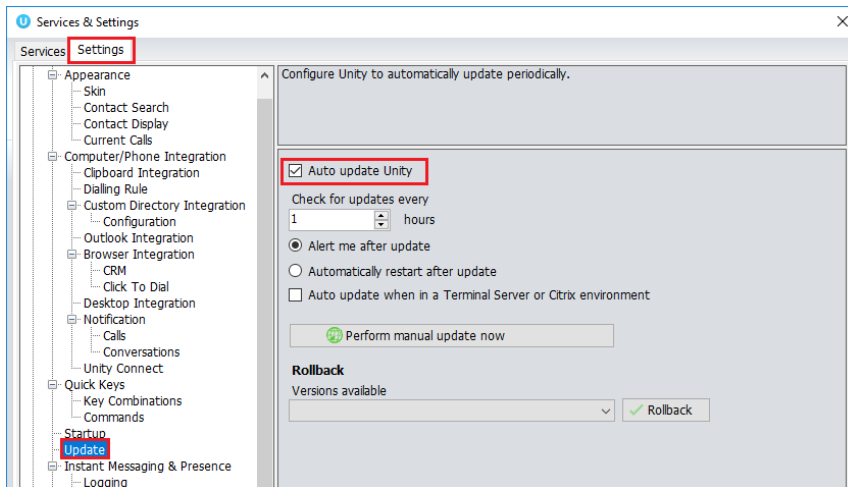 Services & Settings
Services
Settings
Appearance
Skin
Contact Search
Contact Display
Current Calls
Computer/Phone Integration
Clipboard Integration
Dialling Rule
Custom Directory Integration
Configuration
Outlook Integration
Browser Integration
CRM
Click To Dial
Desktop Integration
Notification
Calls
Conversations
Unity Connect
Quick Keys
Key Combinations
Commands
Startup
Update
Instant Messaging & Presence
Logging
Configure Unity to automatically update periodically.
Auto update Unity
Check for updates every
1 hours
Alert me after update
Automatically restart after update
Auto update when in a Terminal Server or Citrix environment
Perform manual update now
Rollback
Versions available
Rollback